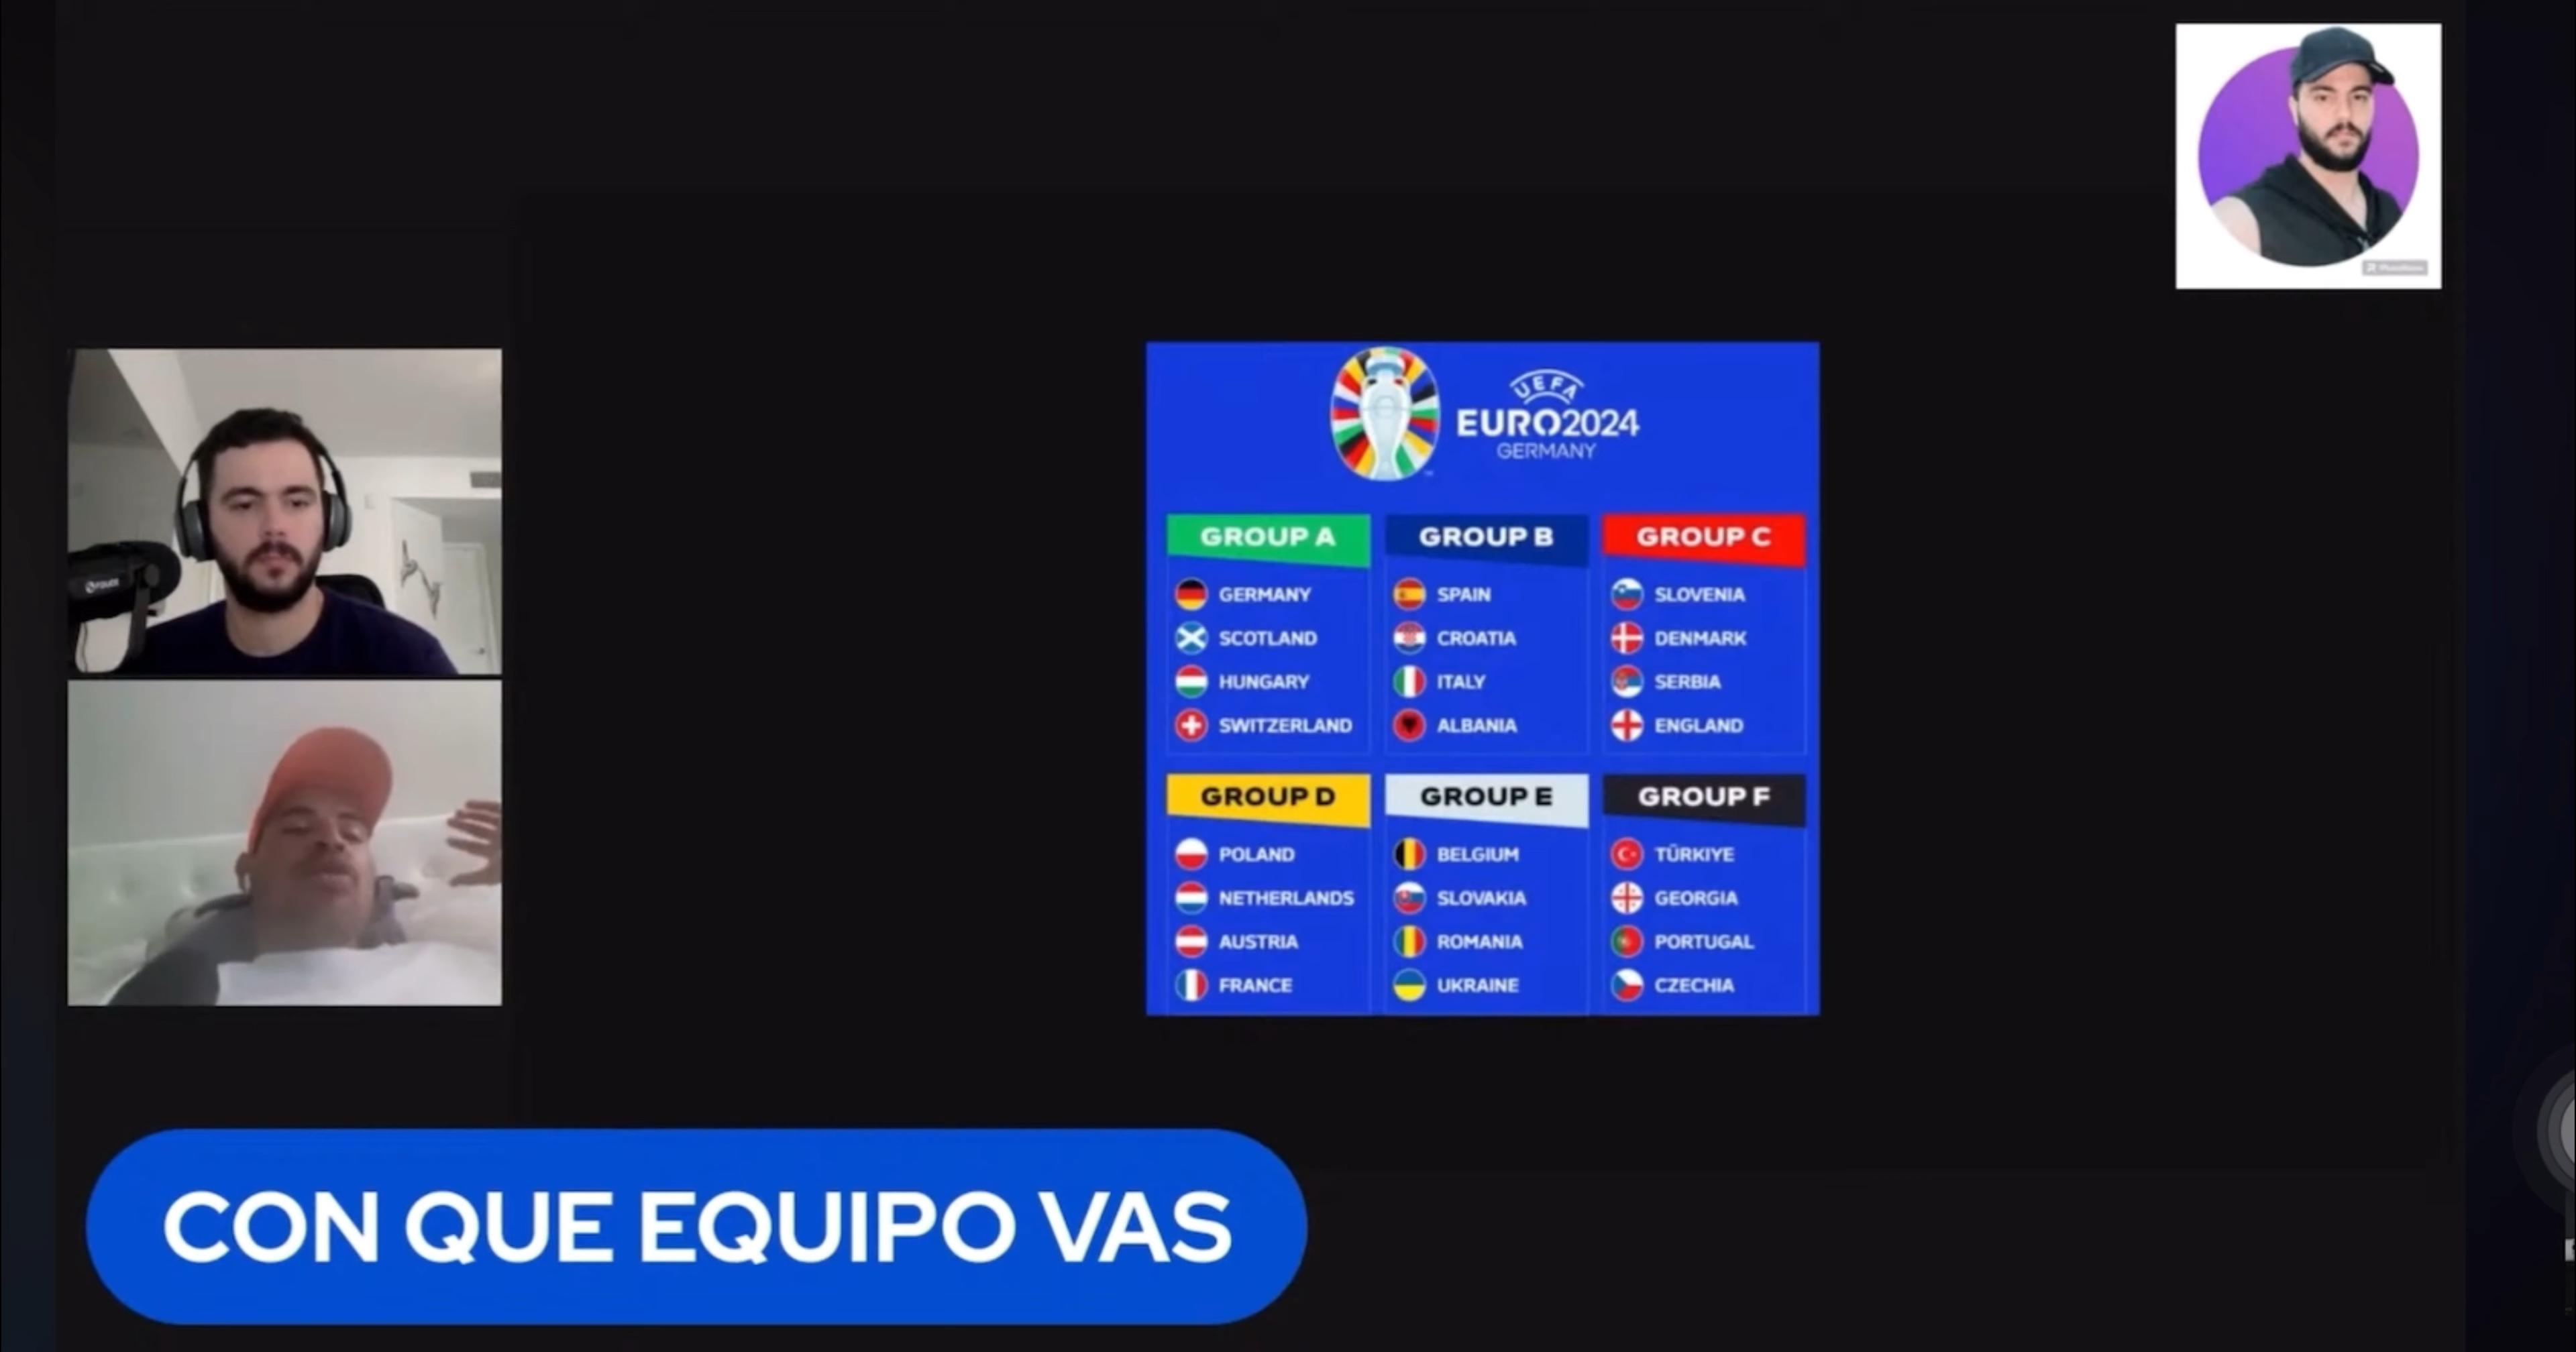 UEFA
EURO2024
GERMANY
GROUP A
GERMANY
SCOTLAND
HUNGARY
SWITZERLAND
GROUP B
SPAIN
CROATIA
ITALY
ALBANIA
GROUP C
SLOVENIA
DENMARK
SERBIA
ENGLAND
GROUP D
POLAND
NETHERLANDS
AUSTRIA
FRANCE
GROUP E
BELGIUM
SLOVAKIA
ROMANIA
UKRAINE
GROUP F
TÜRKIYE
GEORGIA
PORTUGAL
CZECHIA
CON QUE EQUIPO VAS